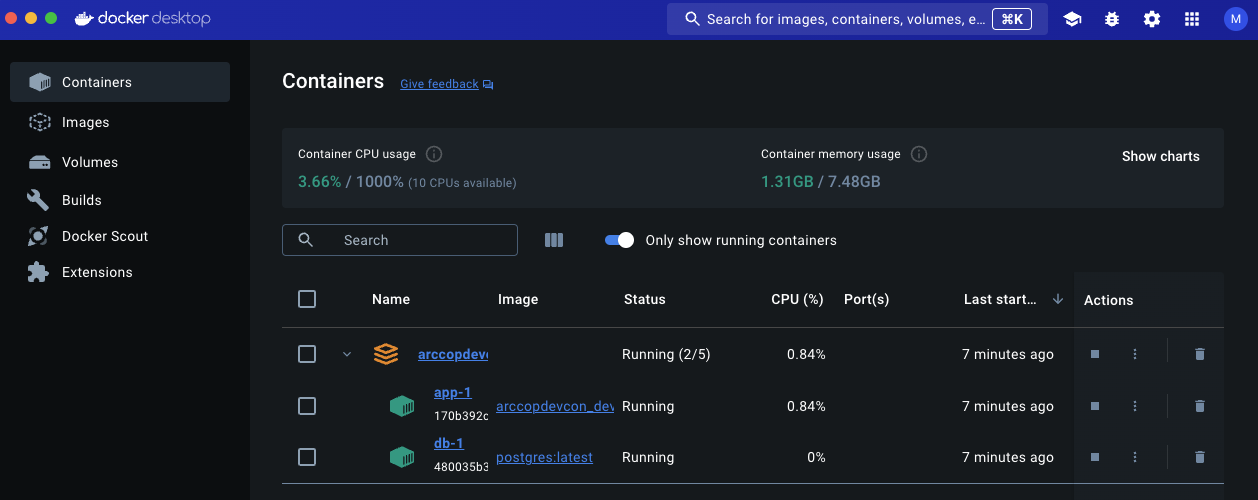 docker desktop
Search for images, containers, volumes, e... ⌘K
M
Containers
Images
Volumes
Builds
Docker Scout
Extensions
Containers Give feedback
Container CPU usage
3.66% / 1000% (10 CPUs available)
Container memory usage
1.31GB / 7.48GB
Show charts
Search
Only show running containers
Name Image Status CPU (%) Port(s) Last start... Actions
arccopdev Running (2/5) 0.84% 7 minutes ago
app-1
170b392c arccopdevcon_dev Running 0.84% 7 minutes ago
db-1
480035b3 postgres:latest Running 0% 7 minutes ago